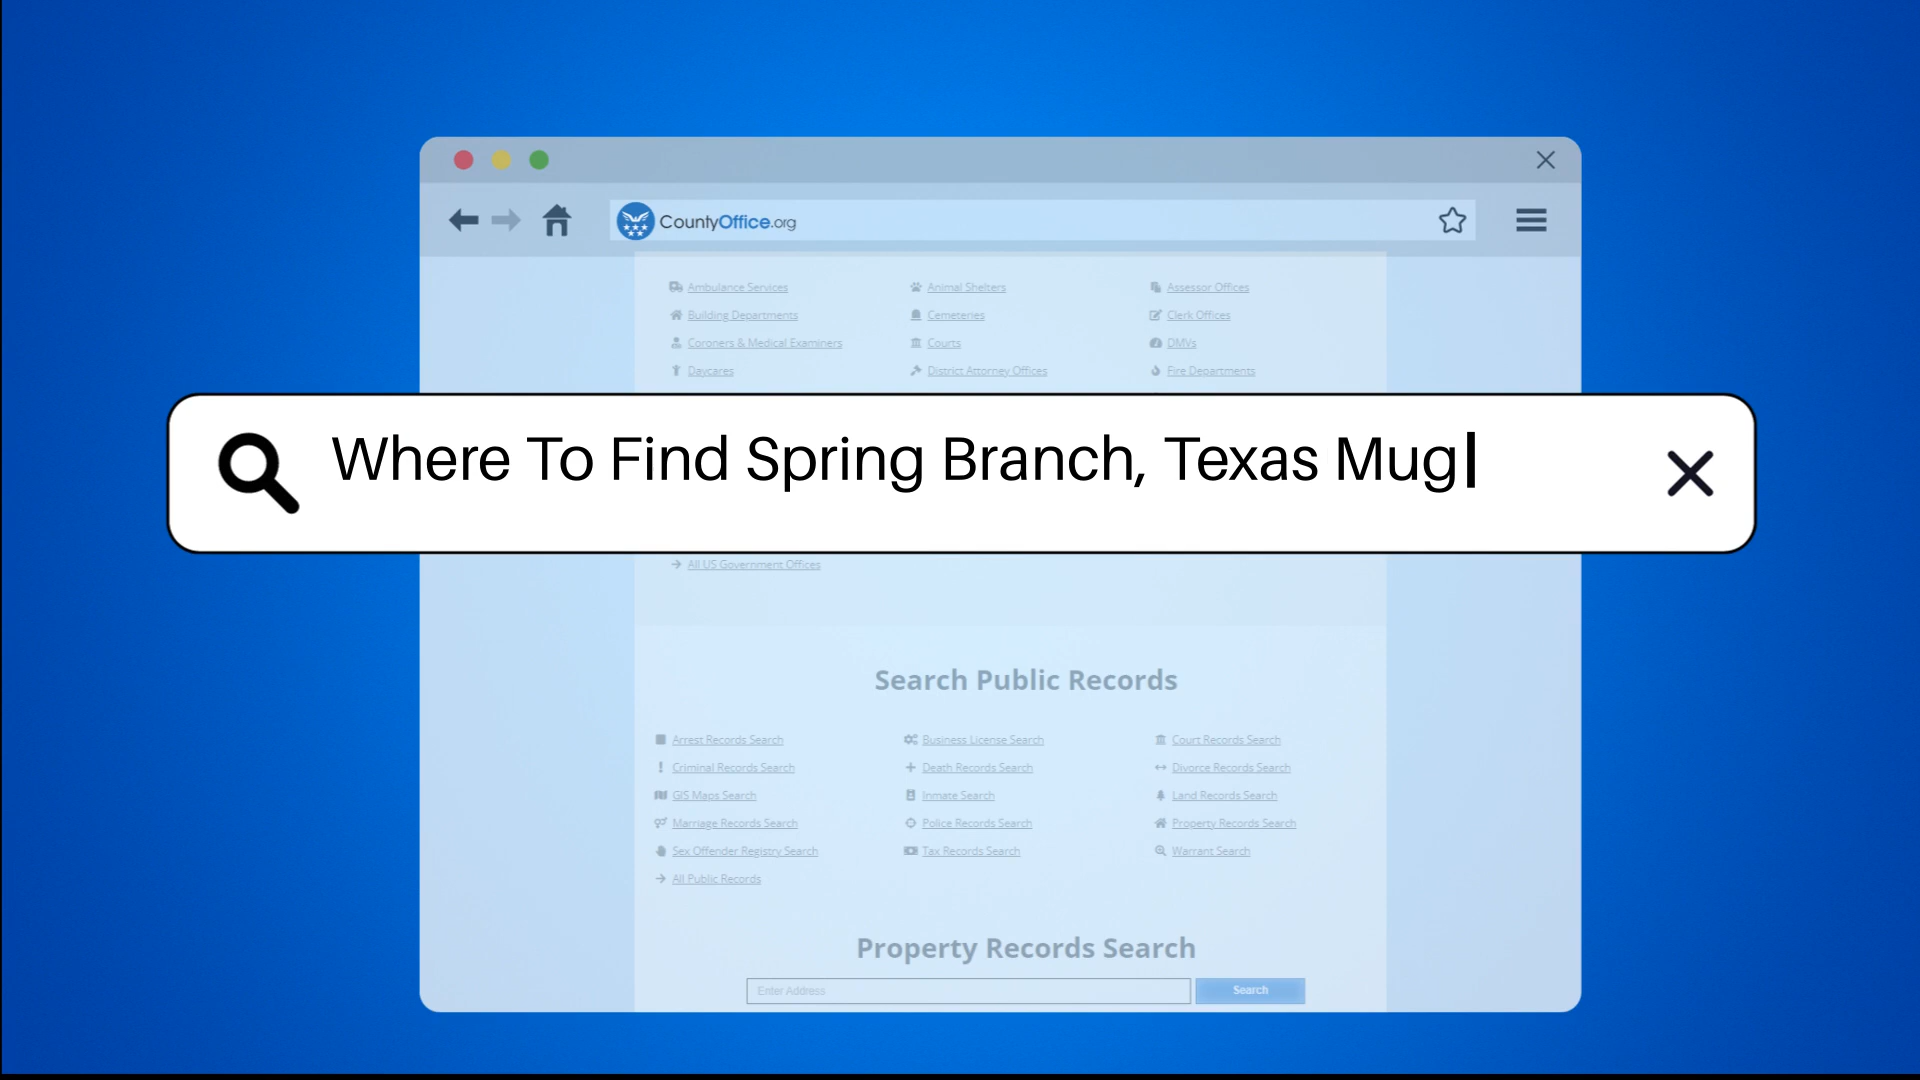 CountyOffice.org
Ambulance Services Animal Shelters Assessor Offices
Building Departments Cemeteries Clerk Offices
Coroners & Medical Examiners Courts DMVs
Daycares District Attorney Offices Fire Departments
Where To Find Spring Branch, Texas Mug
All US Government Offices
Search Public Records
Arrest Records Search Business License Search Court Records Search
Criminal Records Search Death Records Search Divorce Records Search
GIS Maps Search Inmate Search Land Records Search
Marriage Records Search Police Records Search Property Records Search
Sex Offender Registry Search Tax Records Search Warrant Search
All Public Records
Property Records Search
Enter Address Search